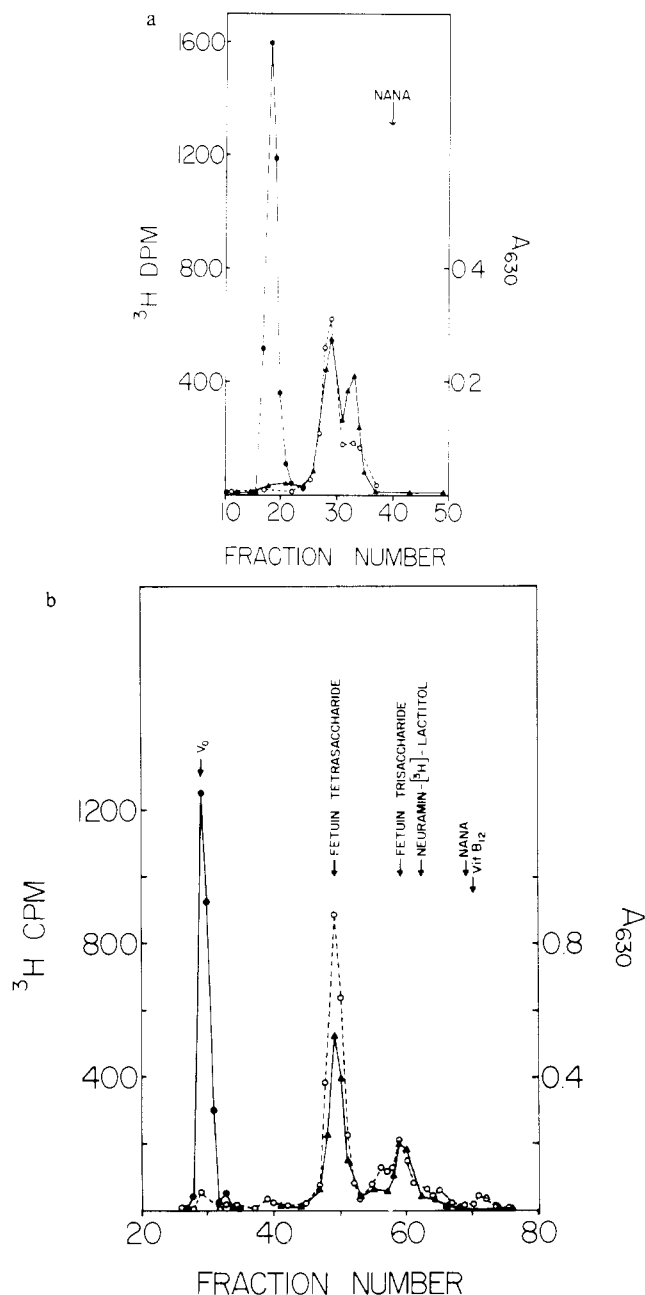 a
1600
1200
800
400
³H DPM
NANA
0.4
0.2
A₆₃₀
10 20 30 40 50
FRACTION NUMBER
b
1200
800
400
³H CPM
V₀
FETUIN TETRASACCHARIDE
FETUIN TRISACCHARIDE
NEURAMIN-[³H]-LACTITOL
NANA
Vit B₁₂
0.8
0.4
A₆₃₀
20 40 60 80
FRACTION NUMBER